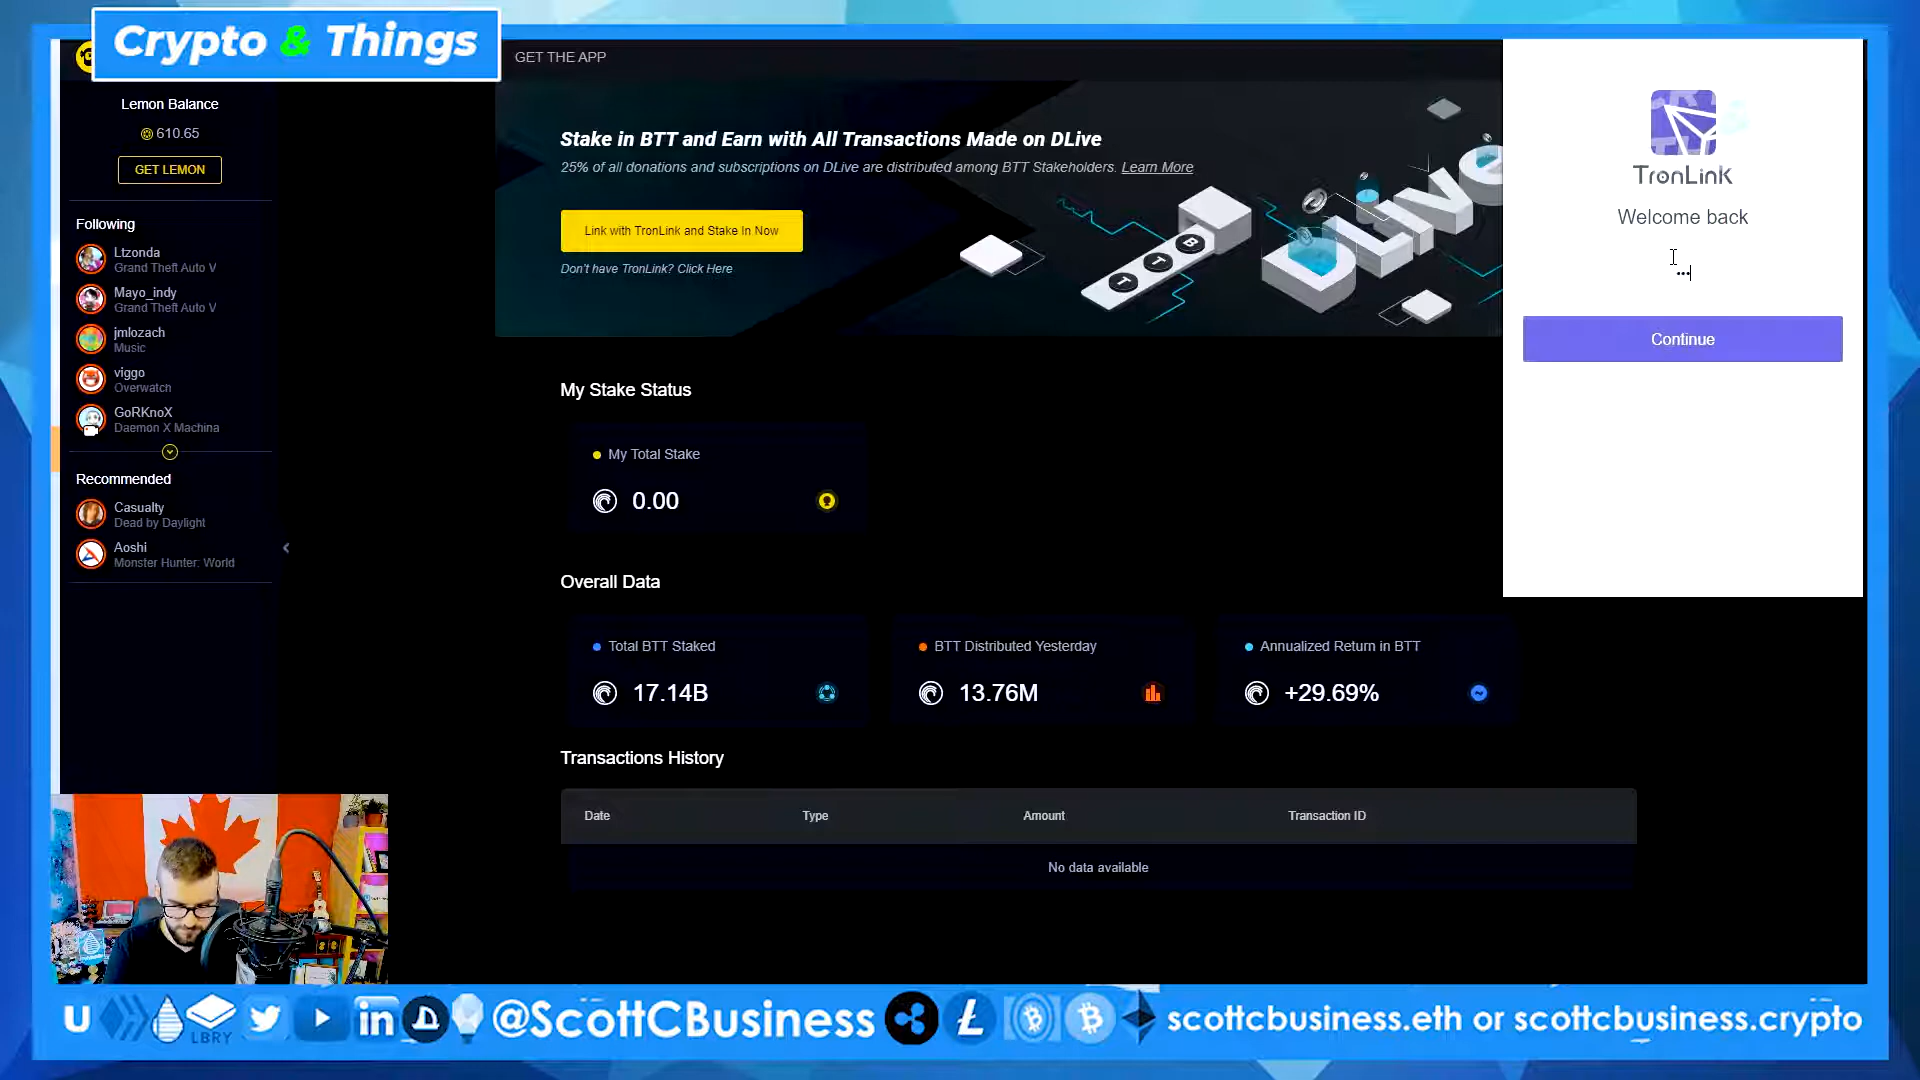 Crypto & Things
GET THE APP
Lemon Balance
610.65
GET LEMON
Following
Ltzonda
Grand Theft Auto V
Mayo_indy
Grand Theft Auto V
jmlozach
Music
viggo
Overwatch
GoRKnoX
Daemon X Machina
Recommended
Casualty
Dead by Daylight
Aoshi
Monster Hunter: World
Stake in BTT and Earn with All Transactions Made on DLive
25% of all donations and subscriptions on DLive are distributed among BTT Stakeholders. Learn More
Link with TronLink and Stake In Now
Don't have TronLink? Click Here
DLive
B
T
T
TronLink
Welcome back
Continue
My Stake Status
My Total Stake
0.00
Overall Data
Total BTT Staked
17.14B
BTT Distributed Yesterday
13.76M
Annualized Return in BTT
+29.69%
Transactions History
Date Type Amount Transaction ID
No data available
U LBRY in @ScottCBusiness scottcbusiness.eth or scottcbusiness.crypto